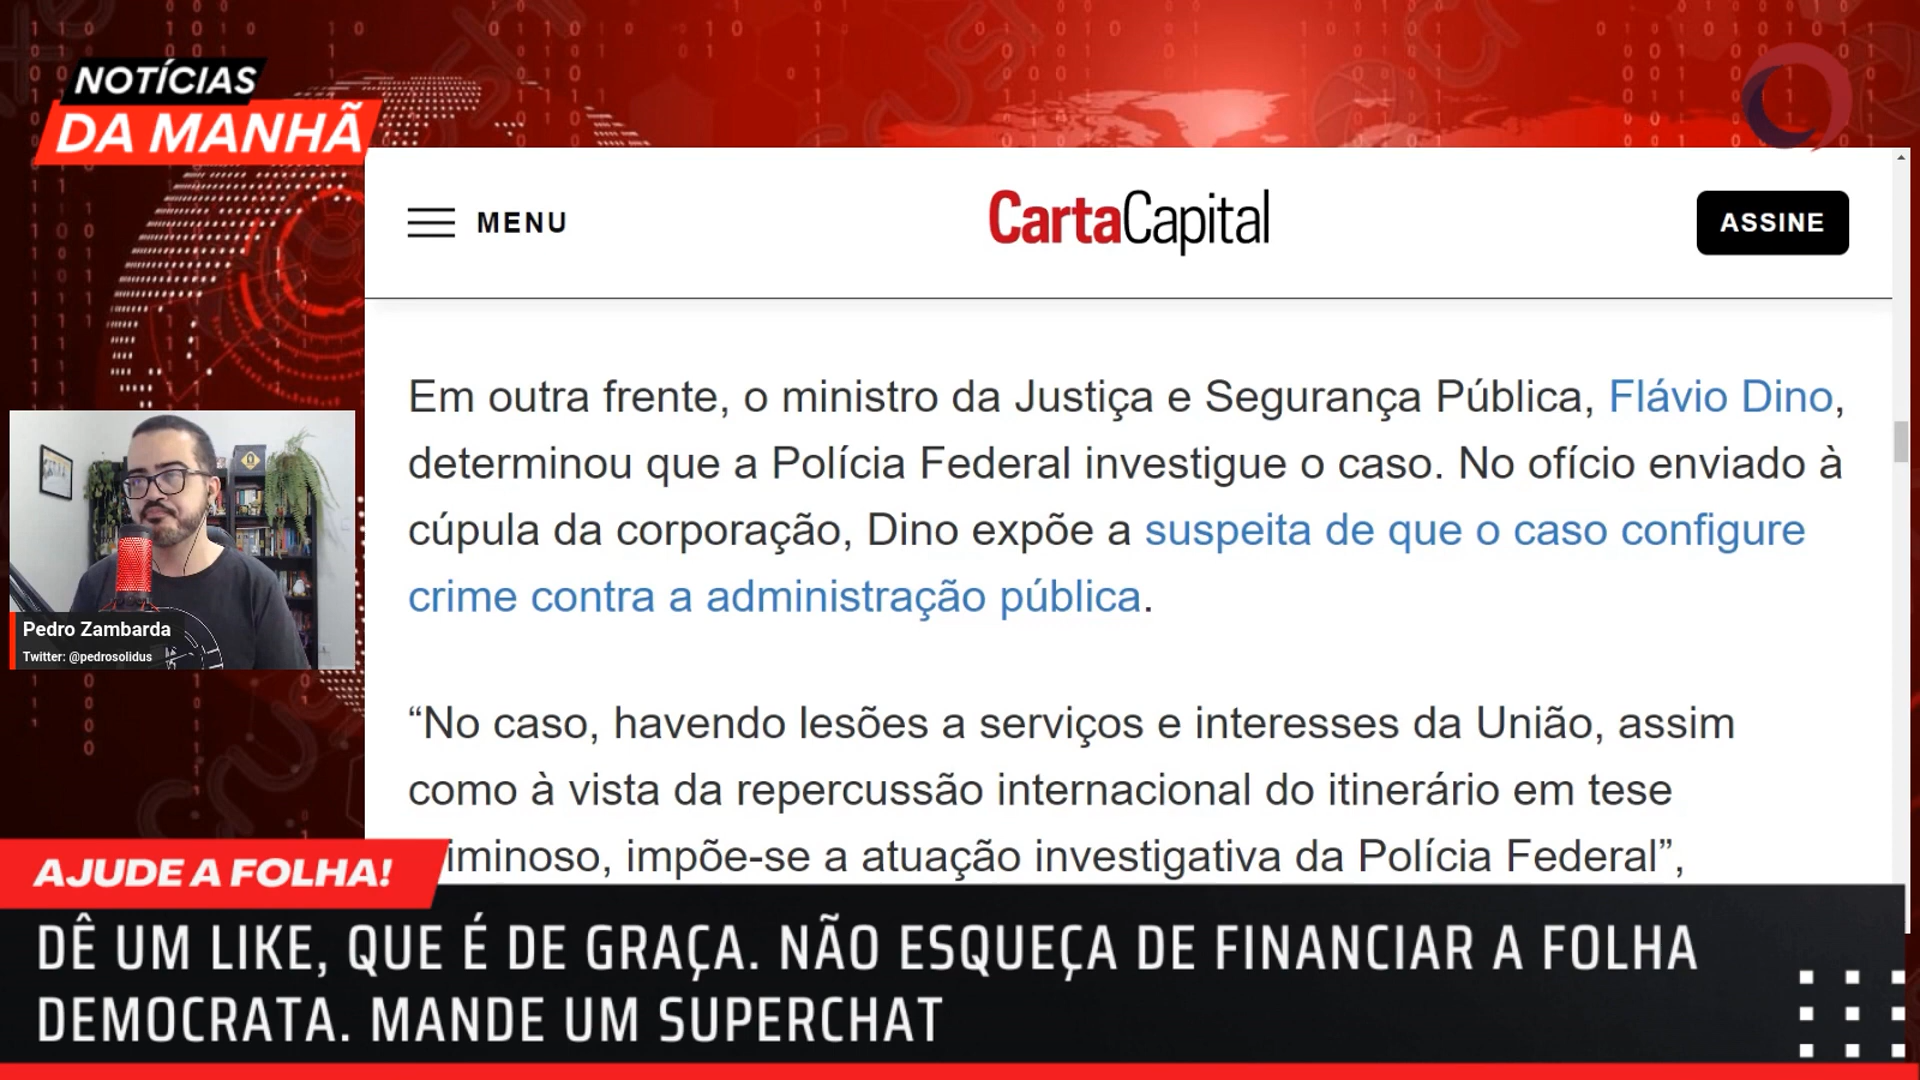 NOTÍCIAS
DA MANHÃ
MENU
CartaCapital
ASSINE
Em outra frente, o ministro da Justiça e Segurança Pública, Flávio Dino,
determinou que a Polícia Federal investigue o caso. No ofício enviado à
cúpula da corporação, Dino expõe a suspeita de que o caso configure
crime contra a administração pública.
“No caso, havendo lesões a serviços e interesses da União, assim
como à vista da repercussão internacional do itinerário em tese
iminoso, impõe-se a atuação investigativa da Polícia Federal”,
Pedro Zambarda
Twitter: @pedrosolidus
AJUDE A FOLHA!
DÊ UM LIKE, QUE É DE GRAÇA. NÃO ESQUEÇA DE FINANCIAR A FOLHA
DEMOCRATA. MANDE UM SUPERCHAT